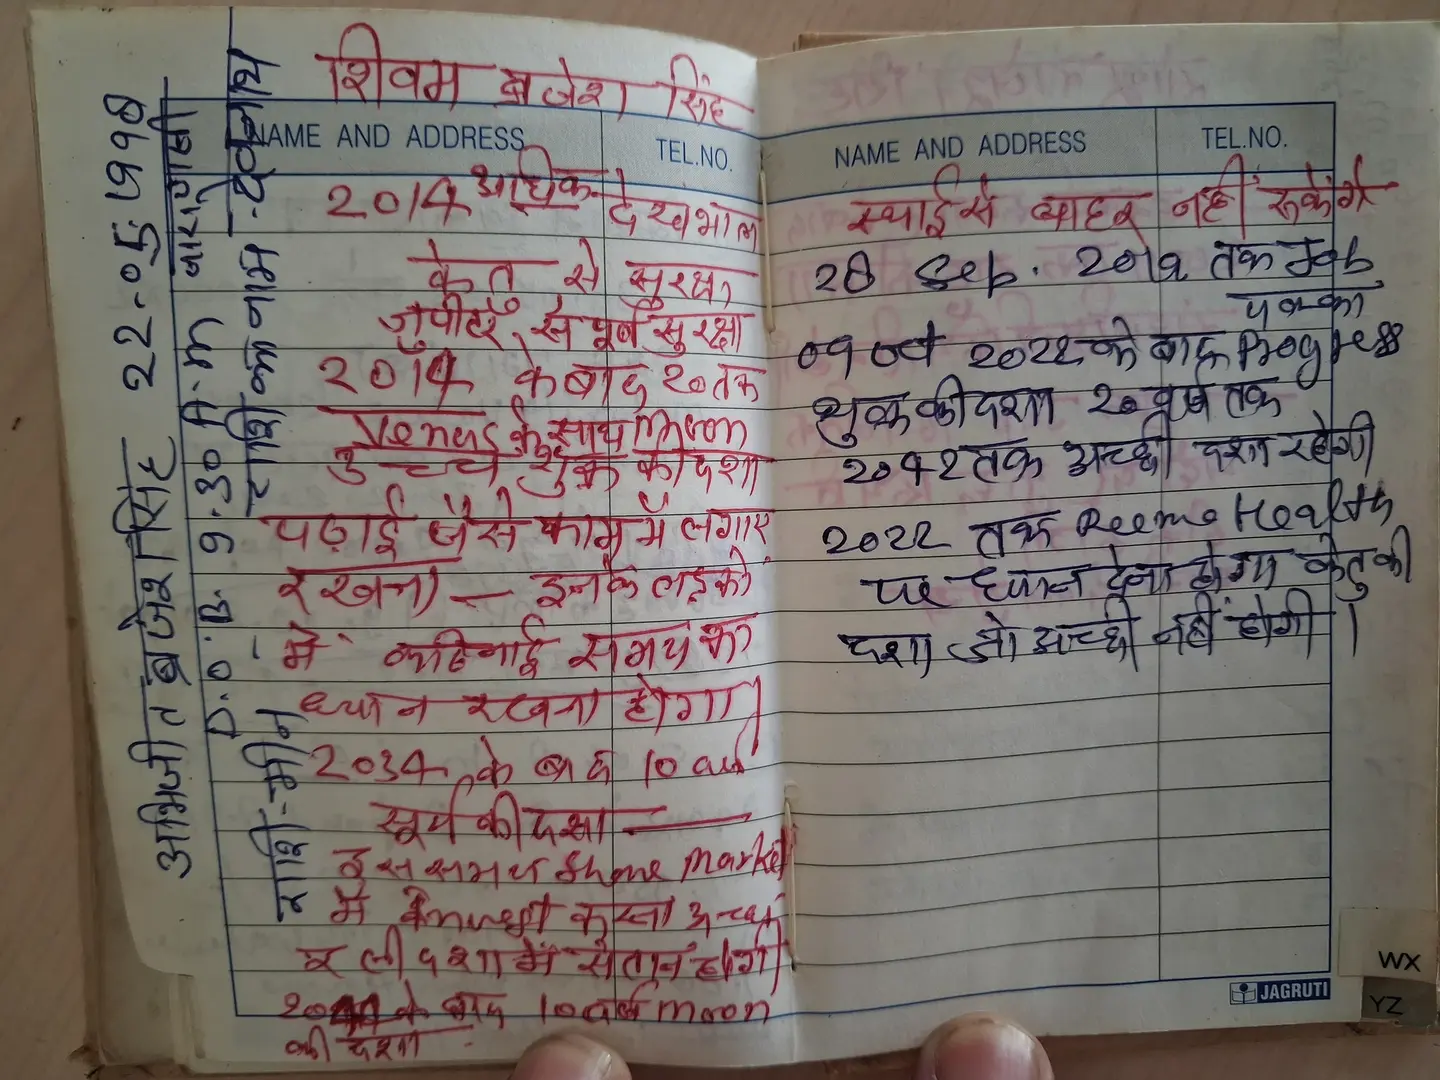 शिवम ब्रजेश सिंह
NAME AND ADDRESS
TEL.NO.
2014 अधिक देखभाल
केत से सुरक्षा
जुपीटर से पूर्ण सुरक्षा
2014 के बाद 20 तक
Venus के साथ Moon
उच्च शुक्र की दशा
पढ़ाई जैसे काम में लगाए
रखना — इनके लड़को
में कठिनाई समय का
ध्यान रखना होगा।
2034 के बाद 10 वर्ष
सूर्य की दशा —
इस समय Share Market
में करना अच्छा
दशा में संतान होगी
के बाद 10 वर्ष moon
की दशा
अभिजीत ब्रजेश सिंह 22.05.1998
D.O.B. 9.30 A.m
राशि - मीन राशि के नाम - देवनाथ
NAME AND ADDRESS
TEL.NO.
स्थाई से बाहर नहीं रुकेंगे
28 Sep. 2019 तक Job
पक्का
09 oct 2022 के बाद Progress
शुक्र की दशा 20 वर्ष तक
2042 तक अच्छी दशा रहेगी
2022 तक Health
पर ध्यान देना होगा केतु की
दशा जो अच्छी नहीं होगी।
JAGRUTI
WX
YZ